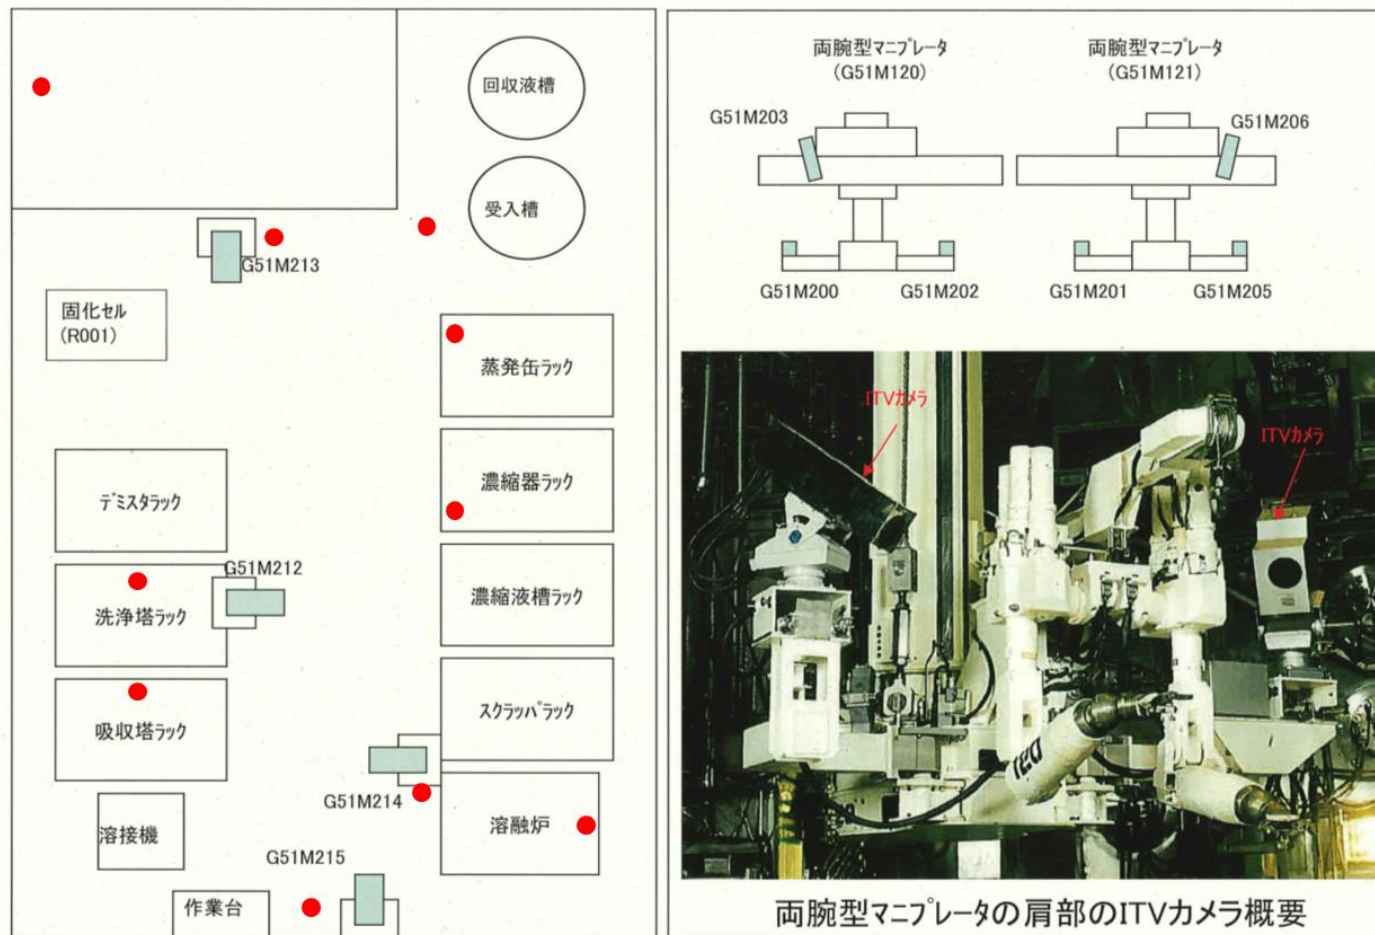 回収液槽
受入槽
G51M213
固化セル
(R001)
蒸発缶ラック
濃縮器ラック
デミスタラック
G51M212
洗浄塔ラック
濃縮液槽ラック
吸収塔ラック
スクラッバラック
G51M214
溶接機
溶融炉
G51M215
作業台
両腕型マニプレータ
(G51M120)
両腕型マニプレータ
(G51M121)
G51M203
G51M206
G51M200
G51M202
G51M201
G51M205
ITVカメラ
ITVカメラ
両腕型マニプレータの肩部のITVカメラ概要